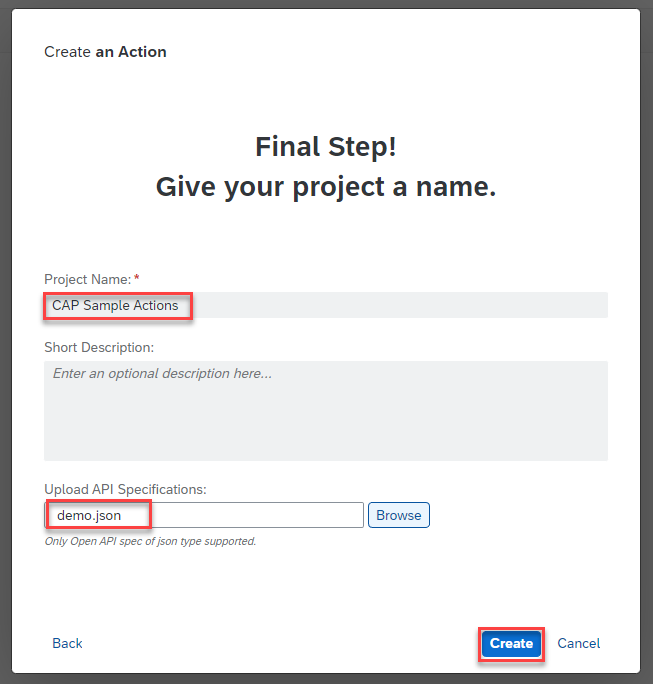 Create an Action
Final Step!
Give your project a name.
Project Name: *
CAP Sample Actions
Short Description:
Enter an optional description here...
Upload API Specifications:
demo.json
Browse
Only Open API spec of json type supported.
Back
Create
Cancel